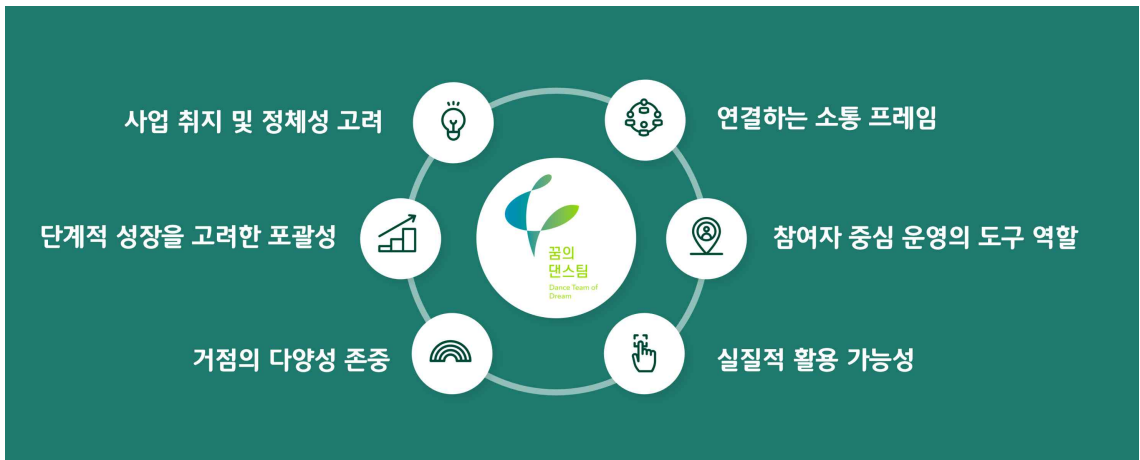 사업 취지 및 정체성 고려
연결하는 소통 프레임
단계적 성장을 고려한 포괄성
꿈의
댄스팀
Dance Team of
Dream
참여자 중심 운영의 도구 역할
거점의 다양성 존중
실질적 활용 가능성